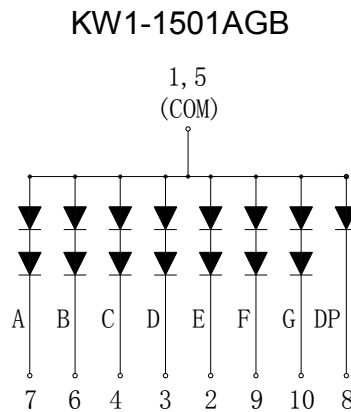 KW1-1501AGB
1,5
(COM)
A B C D E F G DP
7 6 4 3 2 9 10 8